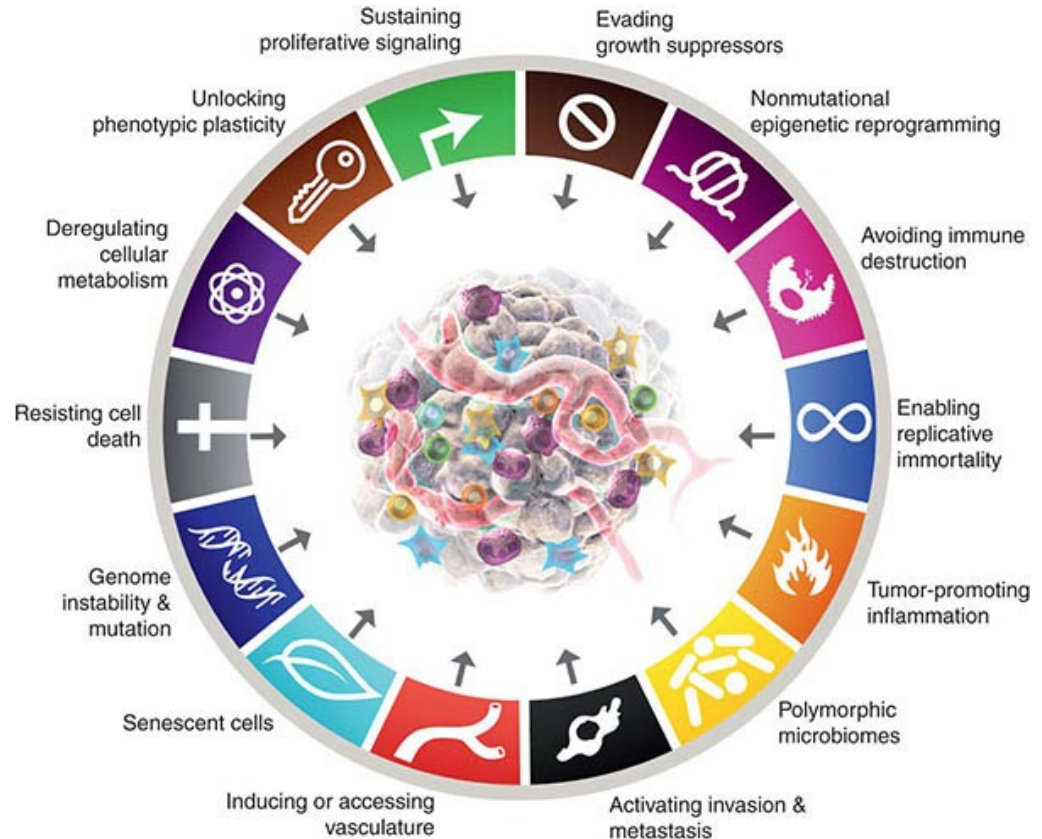 Sustaining
proliferative signaling
Evading
growth suppressors
Nonmutational
epigenetic reprogramming
Avoiding immune
destruction
Enabling
replicative
immortality
Tumor-promoting
inflammation
Polymorphic
microbiomes
Activating invasion &
metastasis
Inducing or accessing
vasculature
Senescent cells
Genome
instability &
mutation
Resisting cell
death
Deregulating
cellular
metabolism
Unlocking
phenotypic plasticity